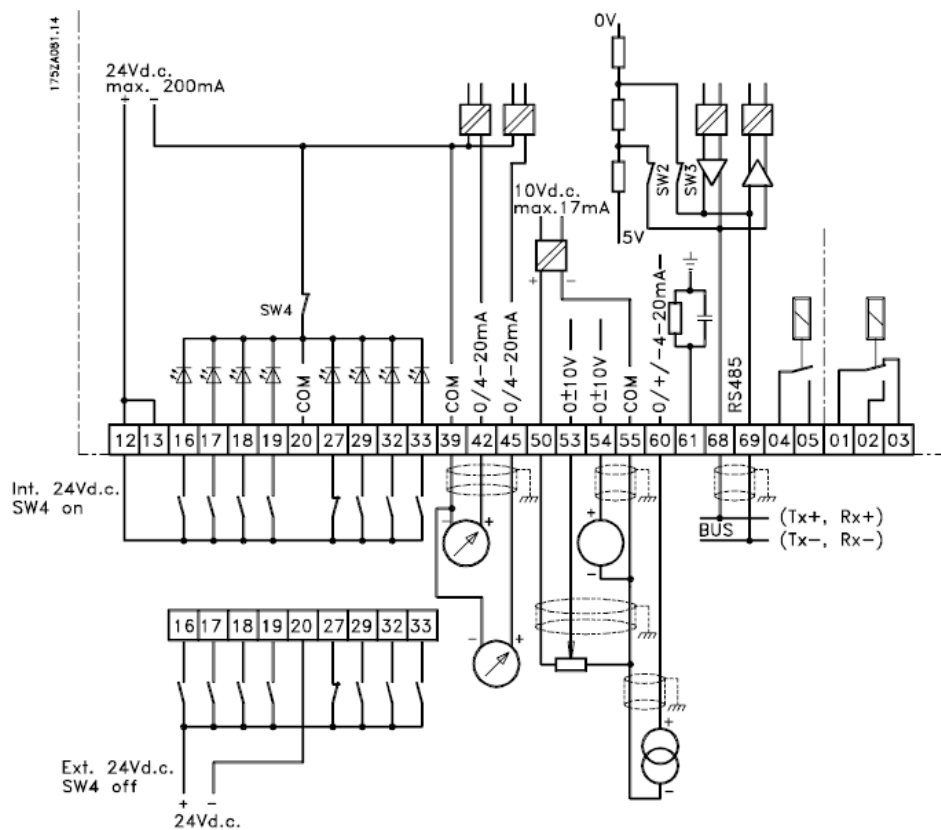 175ZA081.14
0V
24Vd.c.
max. 200mA
+ -
SW2
SW3
10Vd.c.
max.17mA
5V
+ -
SW4
COM
COM
0/4-20mA
0/4-20mA
0±10V
0±10V
COM
0/+/-4-20mA
RS485
12 13 16 17 18 19 20 27 29 32 33 39 42 45 50 53 54 55 60 61 68 69 04 05 01 02 03
Int. 24Vd.c.
SW4 on
- +
+
-
BUS
(Tx+, Rx+)
(Tx-, Rx-)
16 17 18 19 20 27 29 32 33
- +
+
-
Ext. 24Vd.c.
SW4 off
+ -
24Vd.c.